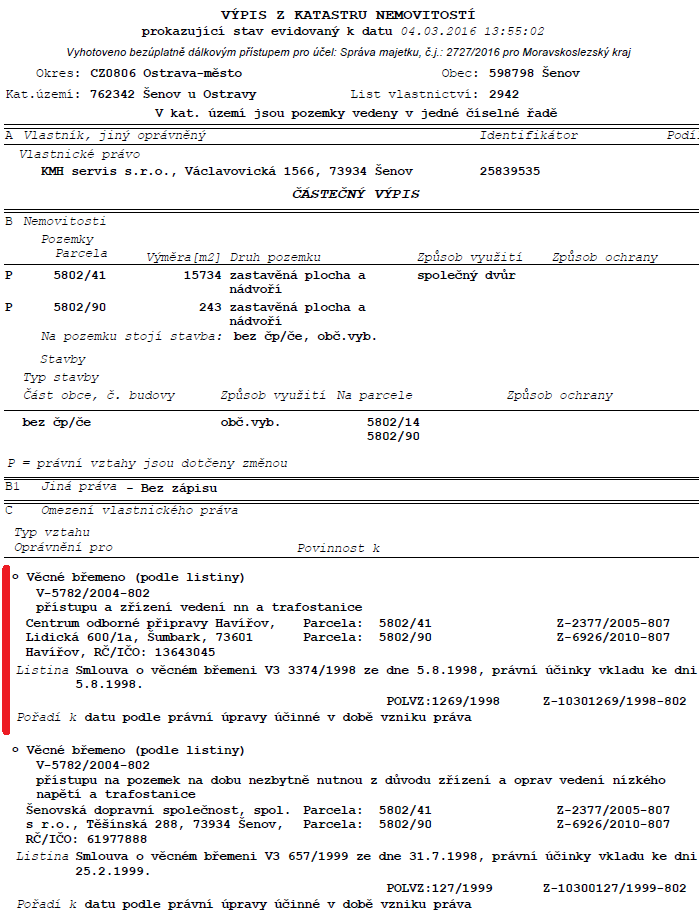 VÝPIS Z KATASTRU NEMOVITOSTÍ
prokazující stav evidovaný k datu 04.03.2016 13:55:02
Vyhotoveno bezúplatně dálkovým přístupem pro účel: Správa majetku, č.j.: 2727/2016 pro Moravskoslezský kraj
Okres: CZ0806 Ostrava-město Obec: 598798 Šenov
Kat.území: 762342 Šenov u Ostravy List vlastnictví: 2942
V kat. území jsou pozemky vedeny v jedné číselné řadě
A Vlastník, jiný oprávněný Identifikátor Podí
Vlastnické právo
KMH servis s.r.o., Václavovická 1566, 73934 Šenov 25839535
ČÁSTEČNÝ VÝPIS
B Nemovitosti
Pozemky
Parcela Výměra[m2] Druh pozemku Způsob využití Způsob ochrany
P 5802/41 15734 zastavěná plocha a společný dvůr
nádvoří
P 5802/90 243 zastavěná plocha a
nádvoří
Na pozemku stojí stavba: bez čp/če, obč.vyb.
Stavby
Typ stavby
Část obce, č. budovy Způsob využití Na parcele Způsob ochrany
bez čp/če obč.vyb. 5802/14
5802/90
P = právní vztahy jsou dotčeny změnou
B1 Jiná práva - Bez zápisu
C Omezení vlastnického práva
Typ vztahu
Oprávnění pro Povinnost k
o Věcné břemeno (podle listiny)
V-5782/2004-802
přístupu a zřízení vedení nn a trafostanice
Centrum odborné připravy Havířov, Parcela: 5802/41 Z-2377/2005-807
Lidická 600/1a, Šumbark, 73601 Parcela: 5802/90 Z-6926/2010-807
Havířov, RČ/IČO: 13643045
Listina Smlouva o věcném břemeni V3 3374/1998 ze dne 5.8.1998, právní účinky vkladu ke dni
5.8.1998.
POLVZ:1269/1998 Z-10301269/1998-802
Pořadí k datu podle právní úpravy účinné v době vzniku práva
o Věcné břemeno (podle listiny)
V-5782/2004-802
přístupu na pozemek na dobu nezbytně nutnou z důvodu zřízení a oprav vedení nízkého
napětí a trafostanice
Šenovská dopravní společnost, spol. Parcela: 5802/41 Z-2377/2005-807
s r.o., Těšínská 288, 73934 Šenov, Parcela: 5802/90 Z-6926/2010-807
RČ/IČO: 61977888
Listina Smlouva o věcném břemeni V3 657/1999 ze dne 31.7.1998, právní účinky vkladu ke dni
25.2.1999.
POLVZ:127/1999 Z-10300127/1999-802
Pořadí k datu podle právní úpravy účinné v době vzniku práva